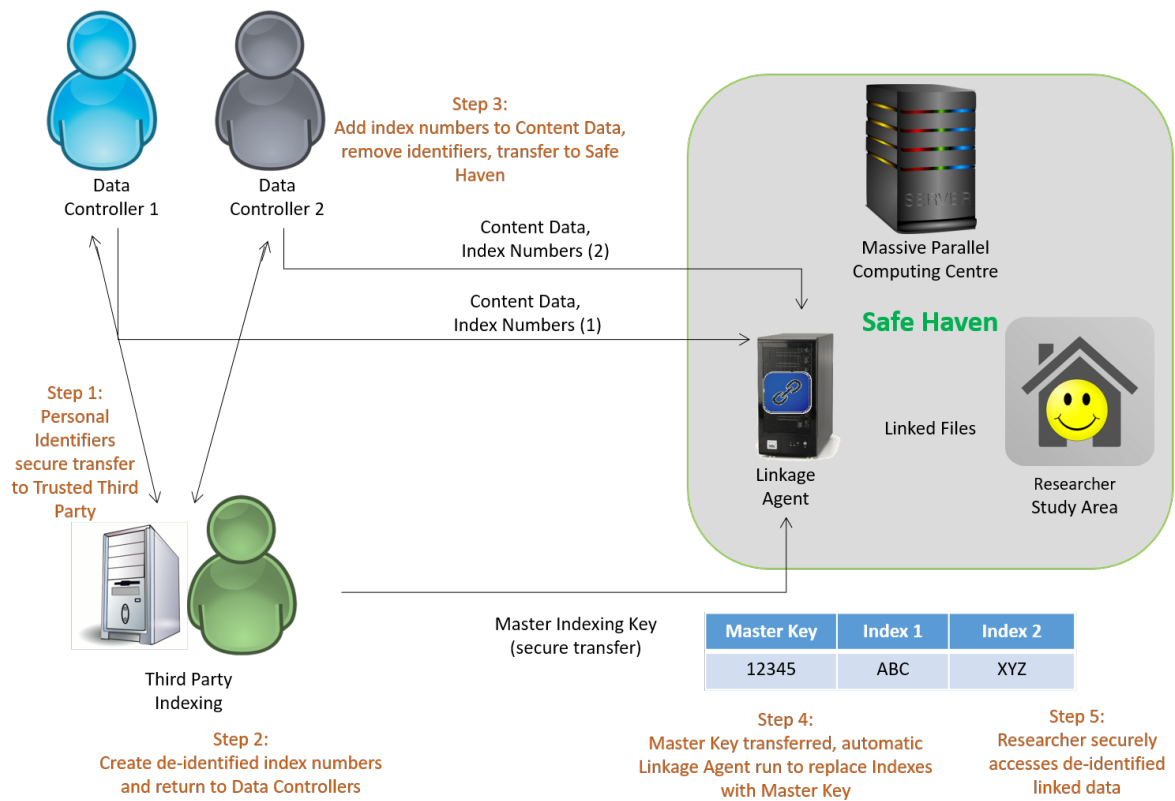 Step 3:
Add index numbers to Content Data,
remove identifiers, transfer to Safe
Haven
Data
Controller 1
Data
Controller 2
Content Data,
Index Numbers (2)
Content Data,
Index Numbers (1)
SERVER
Massive Parallel
Computing Centre
Safe Haven
Linked Files
Linkage
Agent
Researcher
Study Area
Step 1:
Personal
Identifiers
secure transfer
to Trusted Third
Party
Third Party
Indexing
Step 2:
Create de-identified index numbers
and return to Data Controllers
Master Indexing Key
(secure transfer)
Master Key Index 1 Index 2
12345 ABC XYZ
Step 4:
Master Key transferred, automatic
Linkage Agent run to replace Indexes
with Master Key
Step 5:
Researcher securely
accesses de-identified
linked data